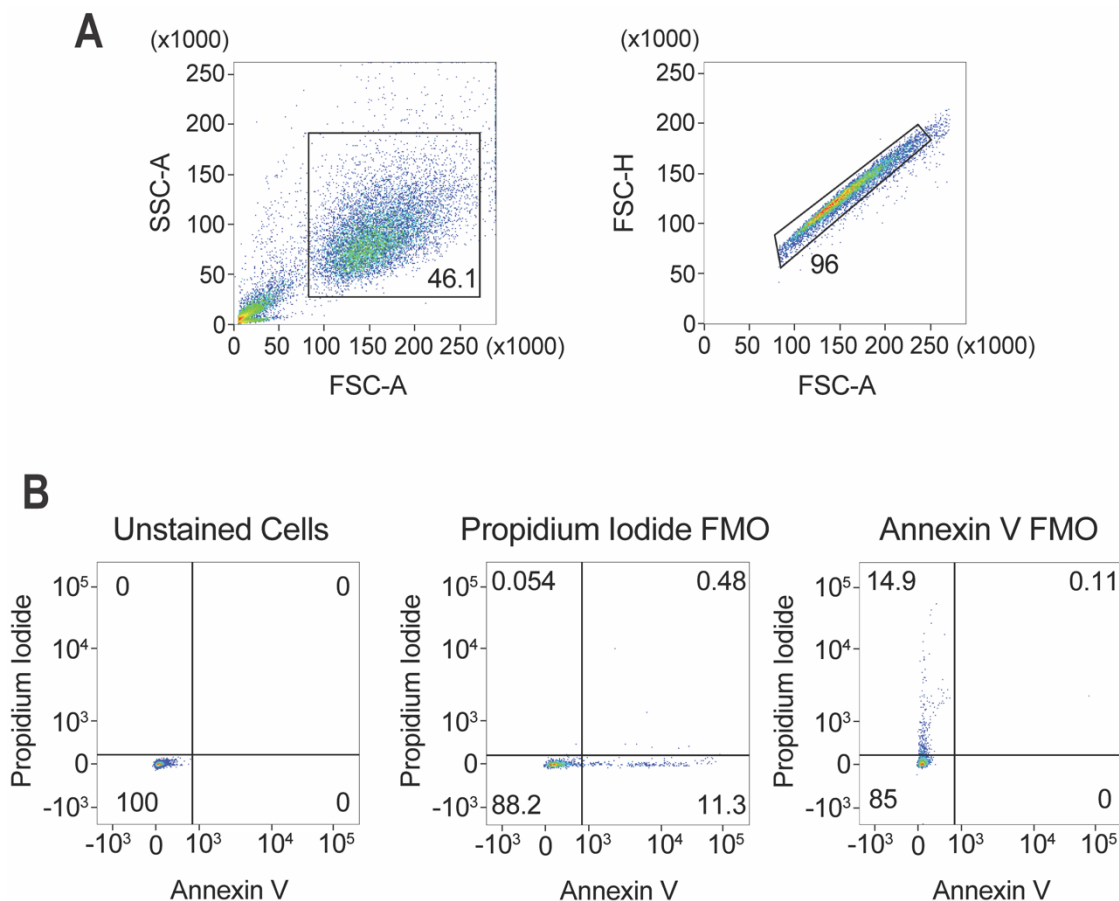 A
(x1000)
250
200
150
100
50
0
SSC-A
46.1
0 50 100 150 200 250 (x1000)
FSC-A
(x1000)
250
200
150
100
50
0
FSC-H
96
0 50 100 150 200 250 (x1000)
FSC-A
B
Unstained Cells
Propidium Iodide
10⁵
10⁴
10³
0
-10³
0 0
100 0
-10³ 0 10³ 10⁴ 10⁵
Annexin V
Propidium Iodide FMO
Propidium Iodide
10⁵
10⁴
10³
0
-10³
0.054 0.48
88.2 11.3
-10³ 0 10³ 10⁴ 10⁵
Annexin V
Annexin V FMO
Propidium Iodide
10⁵
10⁴
10³
0
-10³
14.9 0.11
85 0
-10³ 0 10³ 10⁴ 10⁵
Annexin V